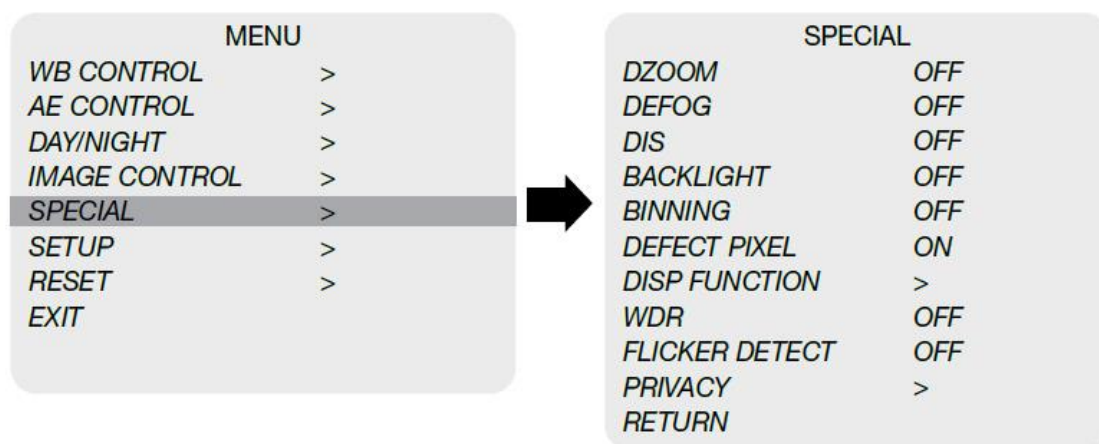 MENU
WB CONTROL >
AE CONTROL >
DAY/NIGHT >
IMAGE CONTROL >
SPECIAL >
SETUP >
RESET >
EXIT
SPECIAL
DZOOM OFF
DEFOG OFF
DIS OFF
BACKLIGHT OFF
BINNING OFF
DEFECT PIXEL ON
DISP FUNCTION >
WDR OFF
FLICKER DETECT OFF
PRIVACY >
RETURN